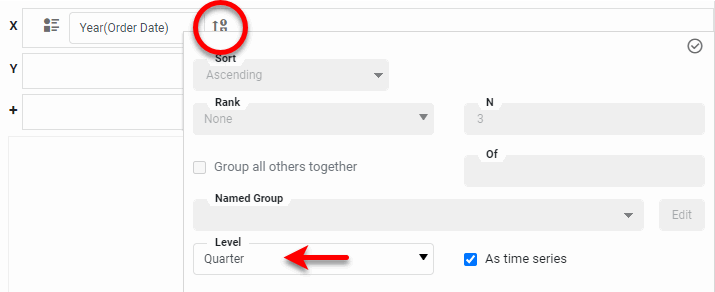 X
Year(Order Date)
Y
+
Sort
Ascending
Rank
None
N
3
Group all others together
Of
Named Group
Edit
Level
Quarter
As time series